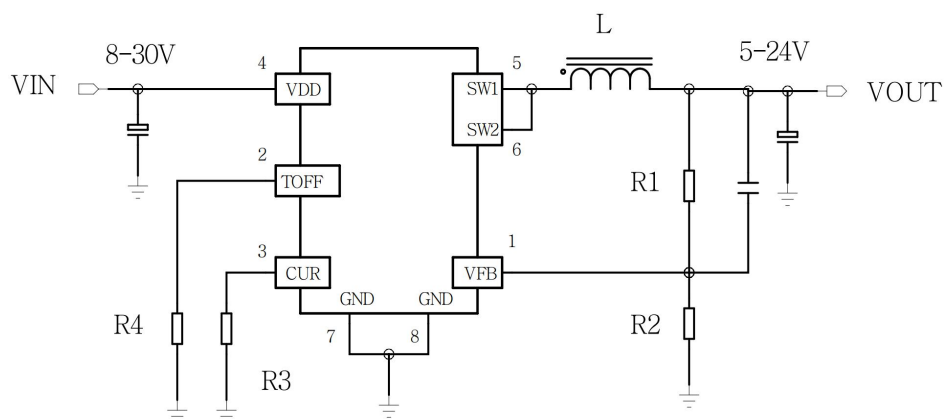 L
8-30V
5-24V
4
5
VIN
VDD
SW1
VOUT
SW2
2
6
TOFF
R1
3
1
CUR
VFB
GND
GND
R4
7
8
R2
R3